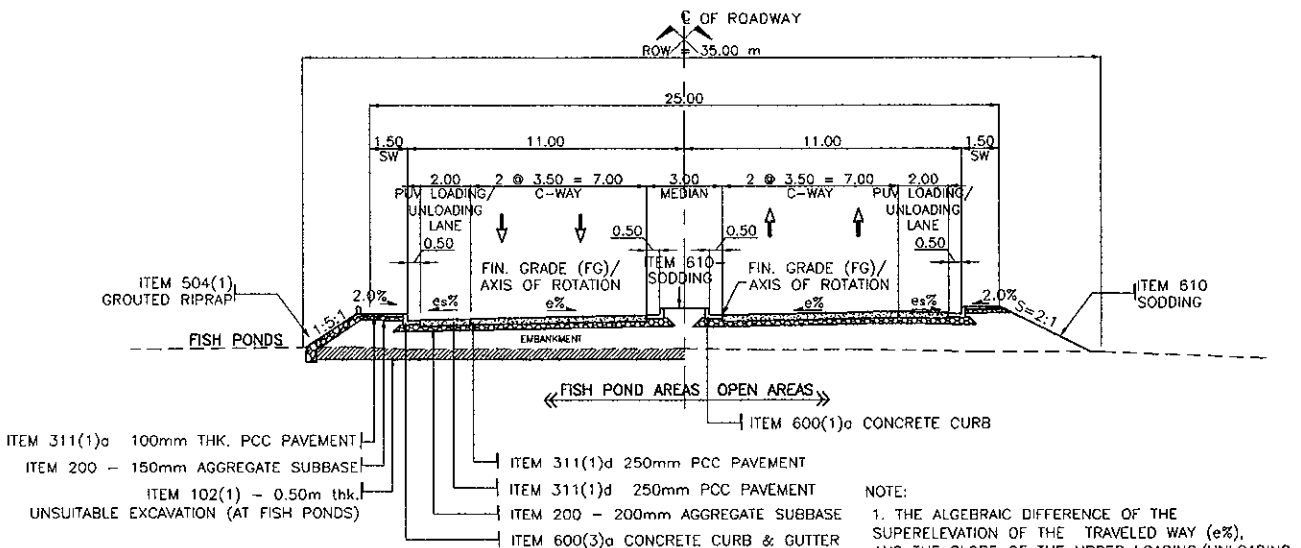 ℄ OF ROADWAY
ROW = 35.00 m
25.00
1.50 11.00 11.00 1.50
SW SW
2.00 2 @ 3.50 = 7.00 3.00 2 @ 3.50 = 7.00 2.00
PUV LOADING/ C-WAY MEDIAN C-WAY PUV LOADING/
UNLOADING UNLOADING
LANE LANE
0.50 0.50 0.50 0.50
ITEM 610
SODDING
FIN. GRADE (FG)/
AXIS OF ROTATION
FIN. GRADE (FG)/
AXIS OF ROTATION
ITEM 504(1)
GROUTED RIPRAP
ITEM 610
SODDING
2.0% es% e% e% es% 2.0%
1:5:1
S=2:1
FISH PONDS
EMBANKMENT
FISH POND AREAS OPEN AREAS
ITEM 600(1)a CONCRETE CURB
ITEM 311(1)a 100mm THK. PCC PAVEMENT
ITEM 200 - 150mm AGGREGATE SUBBASE
ITEM 102(1) - 0.50m thk.
UNSUITABLE EXCAVATION (AT FISH PONDS)
ITEM 311(1)d 250mm PCC PAVEMENT
ITEM 311(1)d 250mm PCC PAVEMENT
ITEM 200 - 200mm AGGREGATE SUBBASE
ITEM 600(3)a CONCRETE CURB & GUTTER
NOTE:
1. THE ALGEBRAIC DIFFERENCE OF THE
SUPERELEVATION OF THE TRAVELED WAY (e%),
AND THE SLOPE OF THE UPPER LOADING/UNLOADING